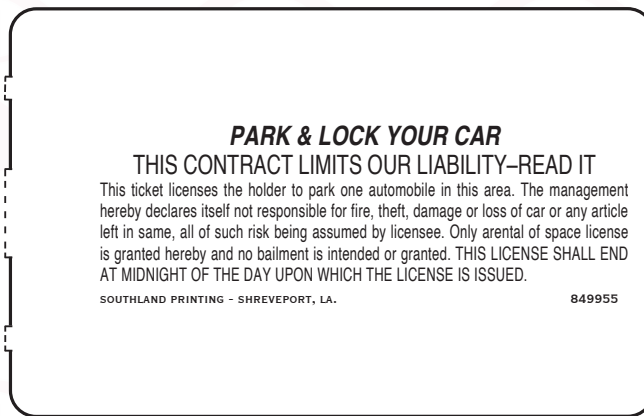 PARK & LOCK YOUR CAR
THIS CONTRACT LIMITS OUR LIABILITY–READ IT
This ticket licenses the holder to park one automobile in this area. The management
hereby declares itself not responsible for fire, theft, damage or loss of car or any article
left in same, all of such risk being assumed by licensee. Only arental of space license
is granted hereby and no bailment is intended or granted. THIS LICENSE SHALL END
AT MIDNIGHT OF THE DAY UPON WHICH THE LICENSE IS ISSUED.
SOUTHLAND PRINTING - SHREVEPORT, LA. 849955